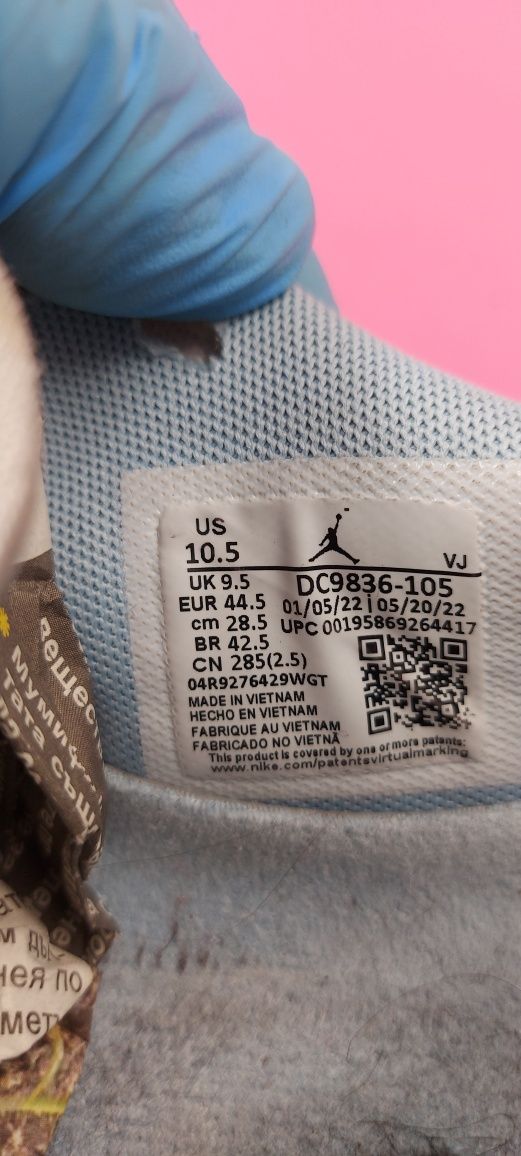 US
10.5
VJ
UK 9.5
DC9836-105
EUR 44.5
01/05/22 | 05/20/22
cm 28.5
UPC 00195869264417
BR 42.5
CN 285(2.5)
04R9276429WGT
MADE IN VIETNAM
HECHO EN VIETNAM
FABRIQUE AU VIETNAM
FABRICADO NO VIETNÃ
This product is covered by one or more patents:
www.nike.com/patentsvirtualmarking
нея по